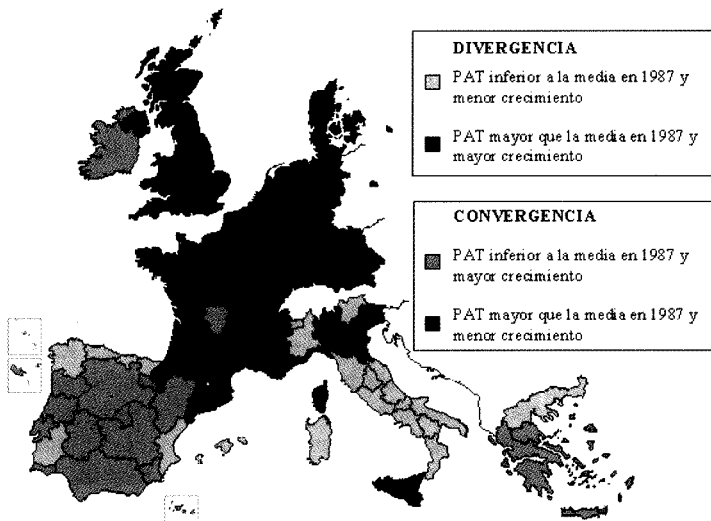 DIVERGENCIA
PAT inferior a la media en 1987 y
menor crecimiento
PAT mayor que la media en 1987 y
mayor crecimiento
CONVERGENCIA
PAT inferior a la media en 1987 y
mayor crecimiento
PAT mayor que la media en 1987 y
menor crecimiento